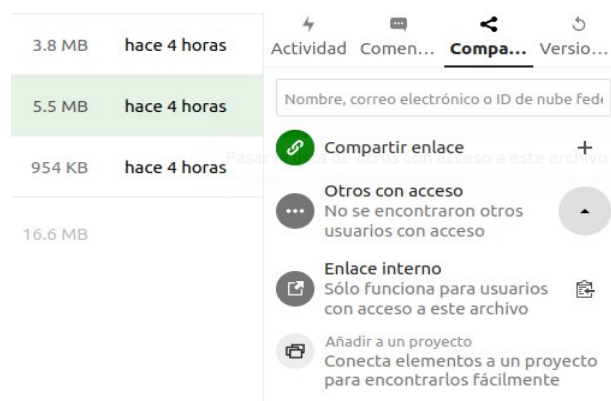 3.8 MB hace 4 horas
5.5 MB hace 4 horas
954 KB hace 4 horas
16.6 MB
Actividad Comen... Compa... Versio...
Nombre, correo electrónico o ID de nube fede
Compartir enlace
Otros con acceso
No se encontraron otros
usuarios con acceso
Enlace interno
Sólo funciona para usuarios
con acceso a este archivo
Añadir a un proyecto
Conecta elementos a un proyecto
para encontrarlos fácilmente